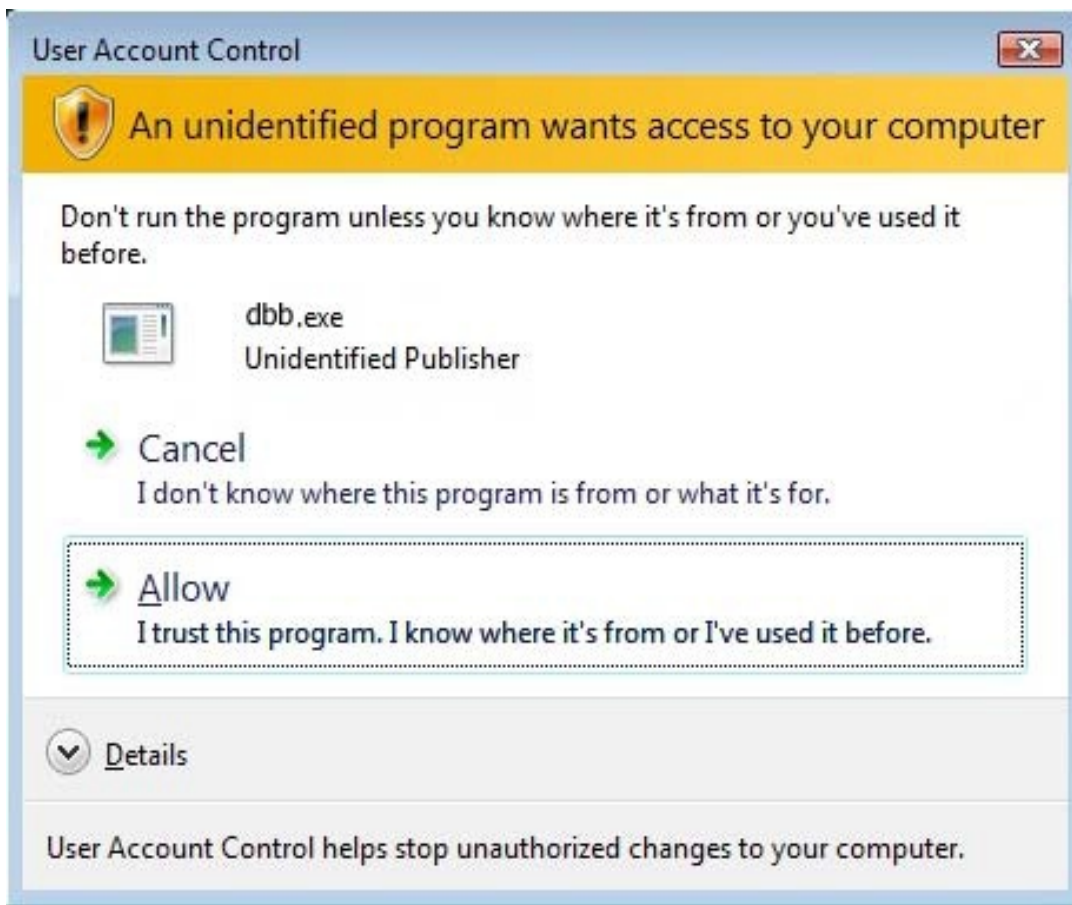 User Account Control
An unidentified program wants access to your computer
Don't run the program unless you know where it's from or you've used it
before.
dbb.exe
Unidentified Publisher
Cancel
I don't know where this program is from or what it's for.
Allow
I trust this program. I know where it's from or I've used it before.
Details
User Account Control helps stop unauthorized changes to your computer.